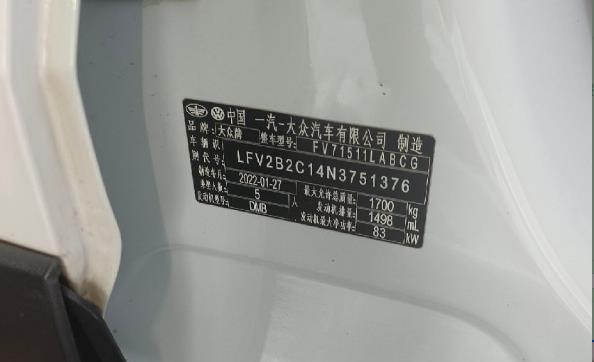 中国 一汽-大众汽车有限公司 制造
品牌: 大众牌 整车型号: FV71511LABCG
车辆识别代号: LFV2B2C14N3751376
制造年月: 2022-01-27 最大允许总质量: 1700 kg
乘坐人数: 5 人 发动机排量: 1498 mL
发动机型号: DMB 发动机最大净功率: 83 kW